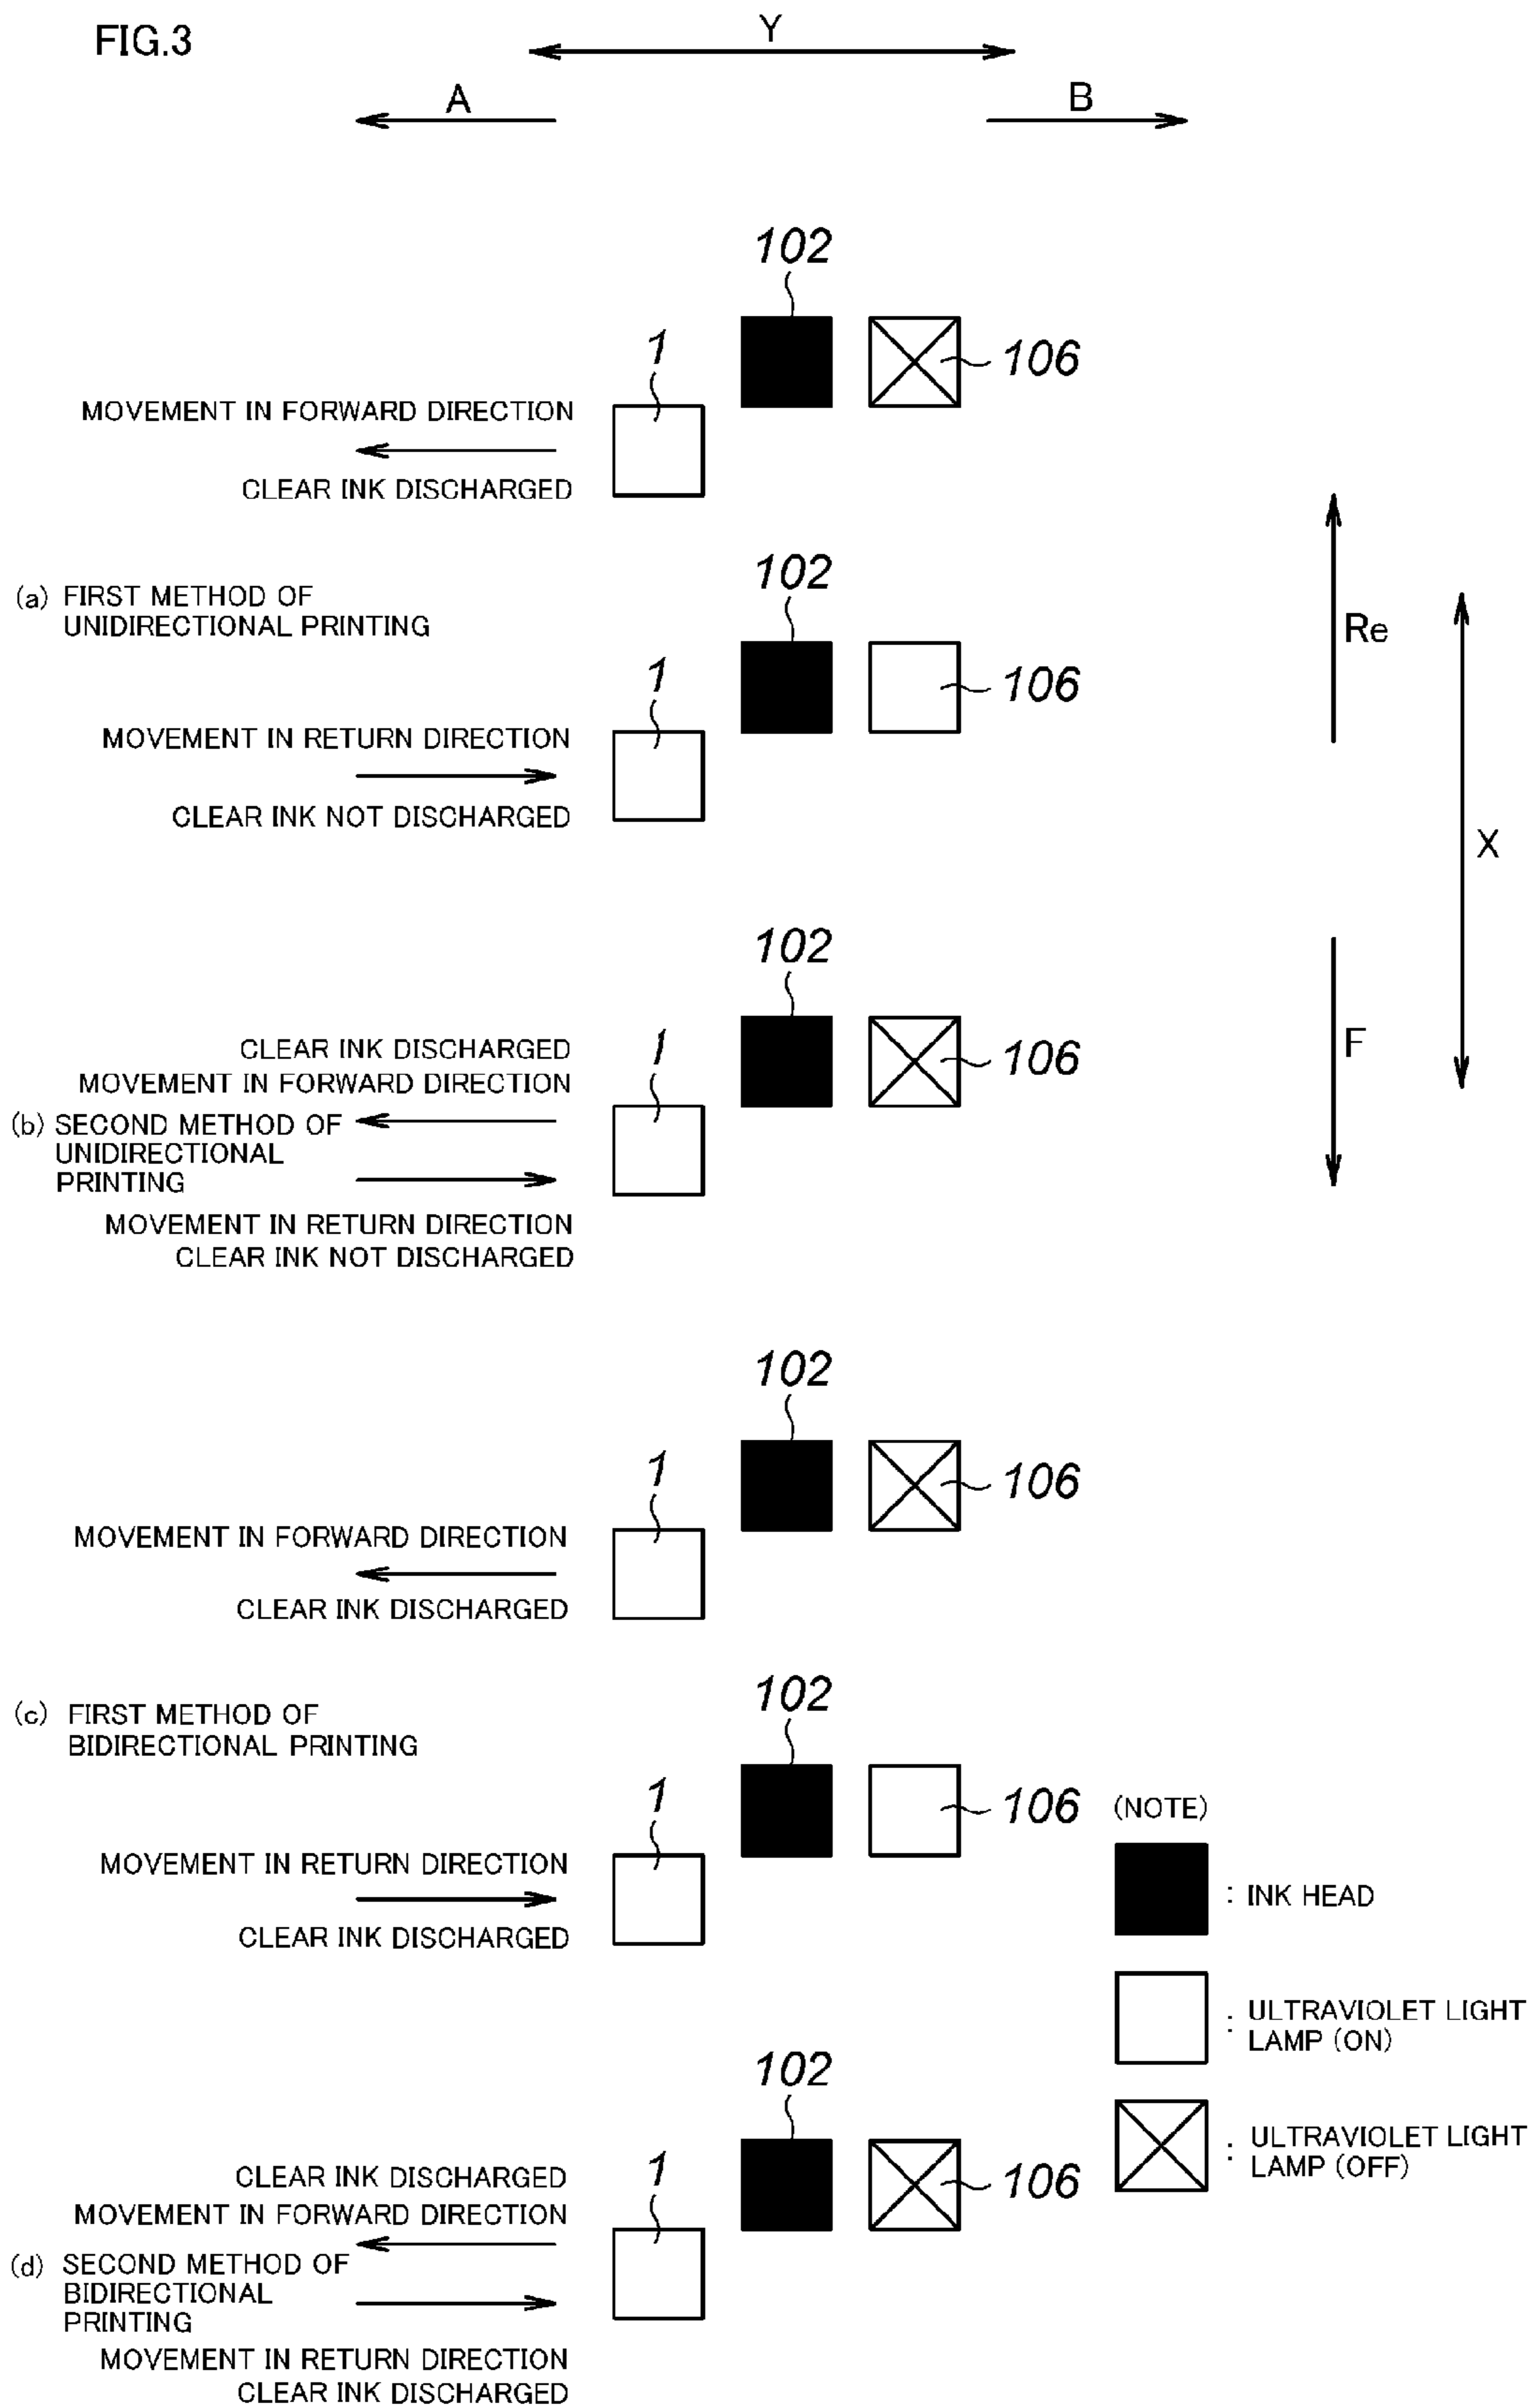 FIG.3
Y
A
B
102
1
106
MOVEMENT IN FORWARD DIRECTION
CLEAR INK DISCHARGED
102
(a) FIRST METHOD OF
UNIDIRECTIONAL PRINTING
Re
1
106
MOVEMENT IN RETURN DIRECTION
CLEAR INK NOT DISCHARGED
X
102
CLEAR INK DISCHARGED
1
106
F
MOVEMENT IN FORWARD DIRECTION
(b) SECOND METHOD OF
UNIDIRECTIONAL
PRINTING
MOVEMENT IN RETURN DIRECTION
CLEAR INK NOT DISCHARGED
102
1
106
MOVEMENT IN FORWARD DIRECTION
CLEAR INK DISCHARGED
102
(c) FIRST METHOD OF
BIDIRECTIONAL PRINTING
1
106
MOVEMENT IN RETURN DIRECTION
CLEAR INK DISCHARGED
(NOTE)
: INK HEAD
: ULTRAVIOLET LIGHT
LAMP (ON)
: ULTRAVIOLET LIGHT
LAMP (OFF)
102
CLEAR INK DISCHARGED
1
106
MOVEMENT IN FORWARD DIRECTION
(d) SECOND METHOD OF
BIDIRECTIONAL
PRINTING
MOVEMENT IN RETURN DIRECTION
CLEAR INK DISCHARGED